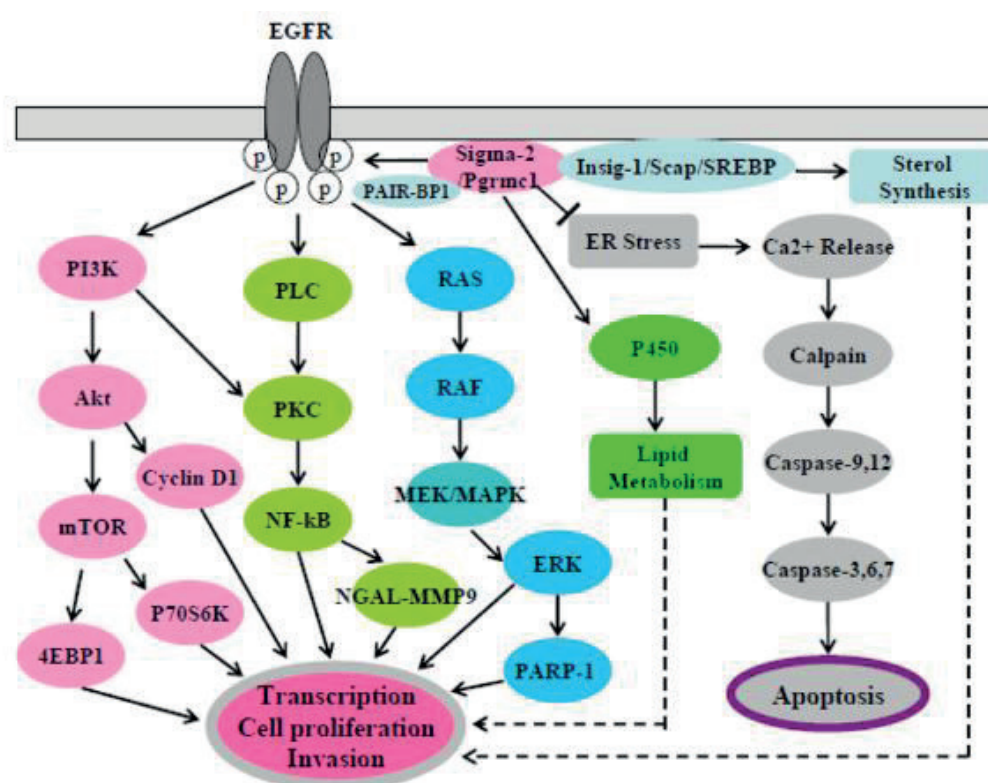 EGFR
p
p
p
p
PAIR-BP1
Sigma-2
/Pgrmc1
Insig-1/Scap/SREBP
Sterol
Synthesis
ER Stress
Ca2+ Release
PI3K
PLC
RAS
P450
Calpain
Akt
PKC
RAF
Lipid
Metabolism
Caspase-9,12
Cyclin D1
MEK/MAPK
mTOR
NF-kB
ERK
Caspase-3,6,7
NGAL-MMP9
P70S6K
4EBP1
PARP-1
Apoptosis
Transcription
Cell proliferation
Invasion